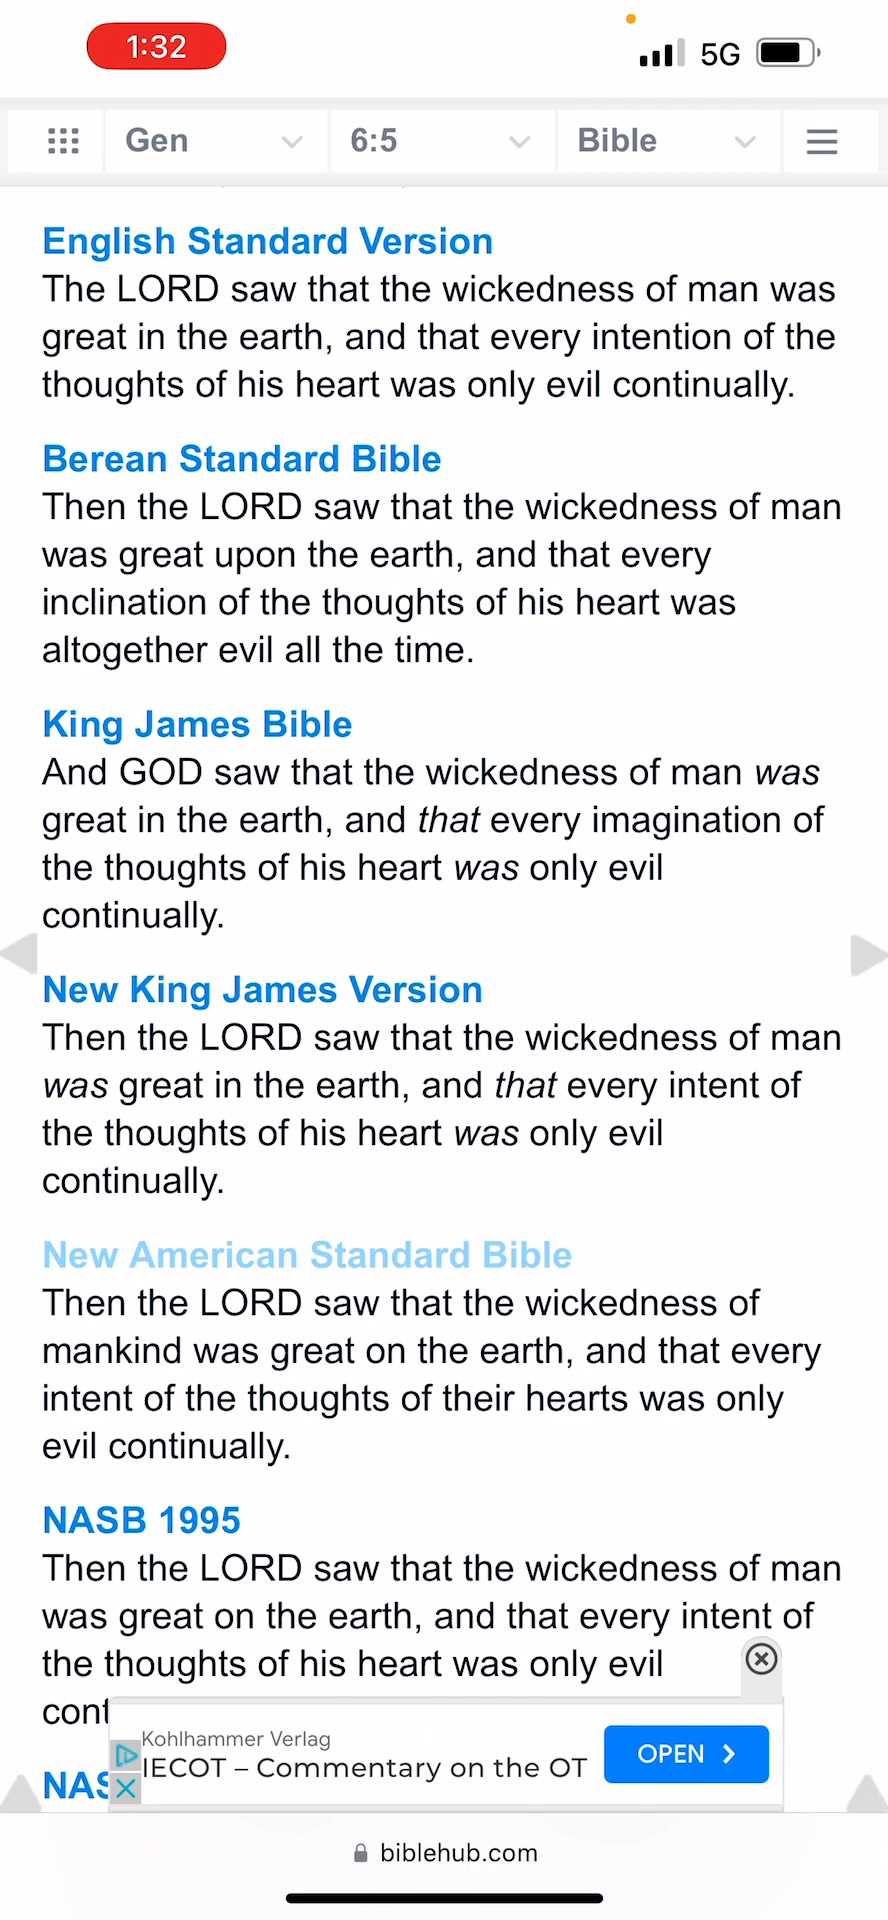 1:32
5G
Gen
6:5
Bible
English Standard Version
The LORD saw that the wickedness of man was
great in the earth, and that every intention of the
thoughts of his heart was only evil continually.
Berean Standard Bible
Then the LORD saw that the wickedness of man
was great upon the earth, and that every
inclination of the thoughts of his heart was
altogether evil all the time.
King James Bible
And GOD saw that the wickedness of man was
great in the earth, and that every imagination of
the thoughts of his heart was only evil
continually.
New King James Version
Then the LORD saw that the wickedness of man
was great in the earth, and that every intent of
the thoughts of his heart was only evil
continually.
New American Standard Bible
Then the LORD saw that the wickedness of
mankind was great on the earth, and that every
intent of the thoughts of their hearts was only
evil continually.
NASB 1995
Then the LORD saw that the wickedness of man
was great on the earth, and that every intent of
the thoughts of his heart was only evil
cont
Kohlhammer Verlag
IECOT – Commentary on the OT
OPEN
NAS
biblehub.com